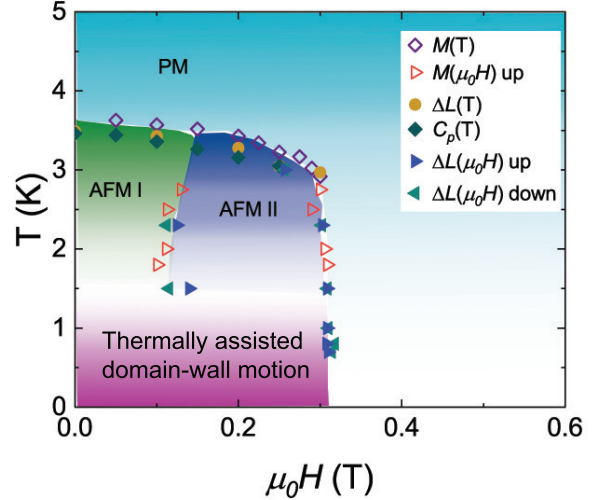 5
4
3
2
1
0
T (K)
PM
AFM I
AFM II
Thermally assisted
domain-wall motion
M(T)
M(μ₀H) up
ΔL(T)
Cₚ(T)
ΔL(μ₀H) up
ΔL(μ₀H) down
0.0
0.2
0.4
0.6
μ₀H (T)